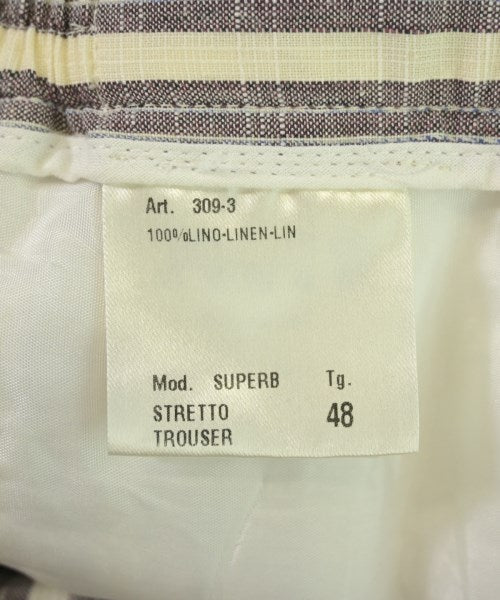 Art. 309-3
100%LINO-LINEN-LIN
Mod. SUPERB Tg.
STRETTO 48
TROUSER